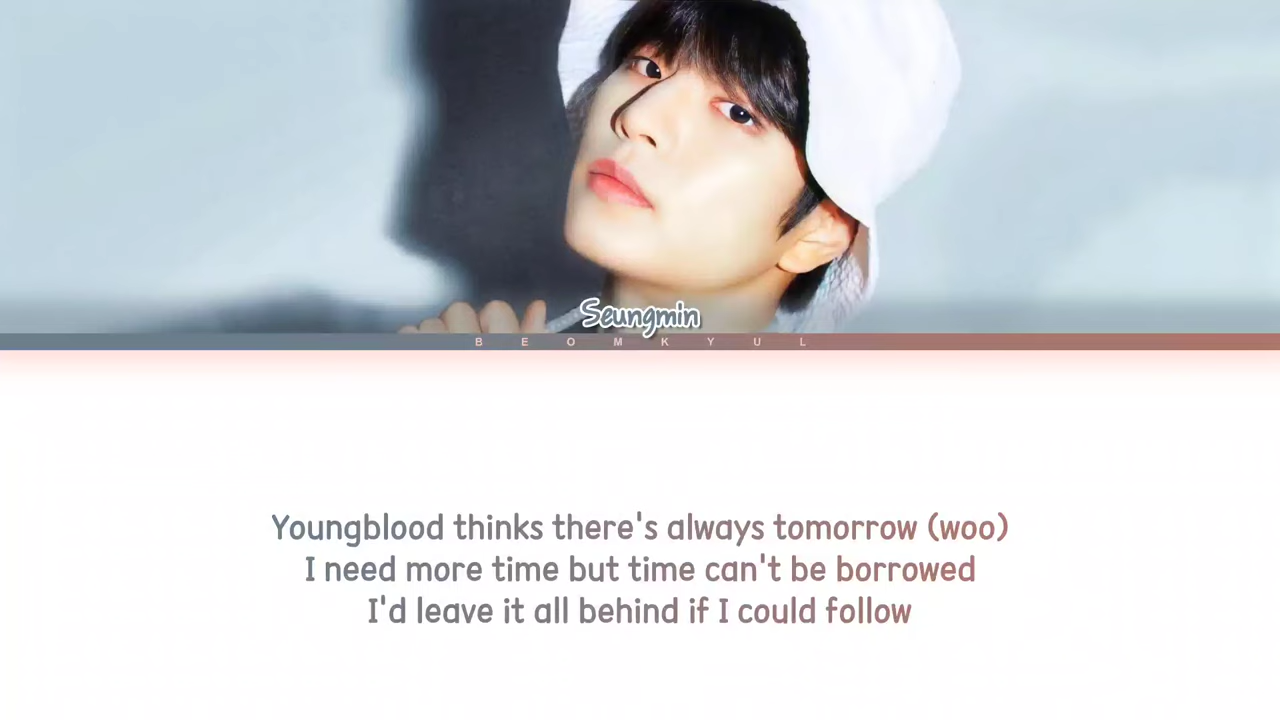 Seungmin
BEOMKYUL
Youngblood thinks there's always tomorrow (woo)
I need more time but time can't be borrowed
I'd leave it all behind if I could follow